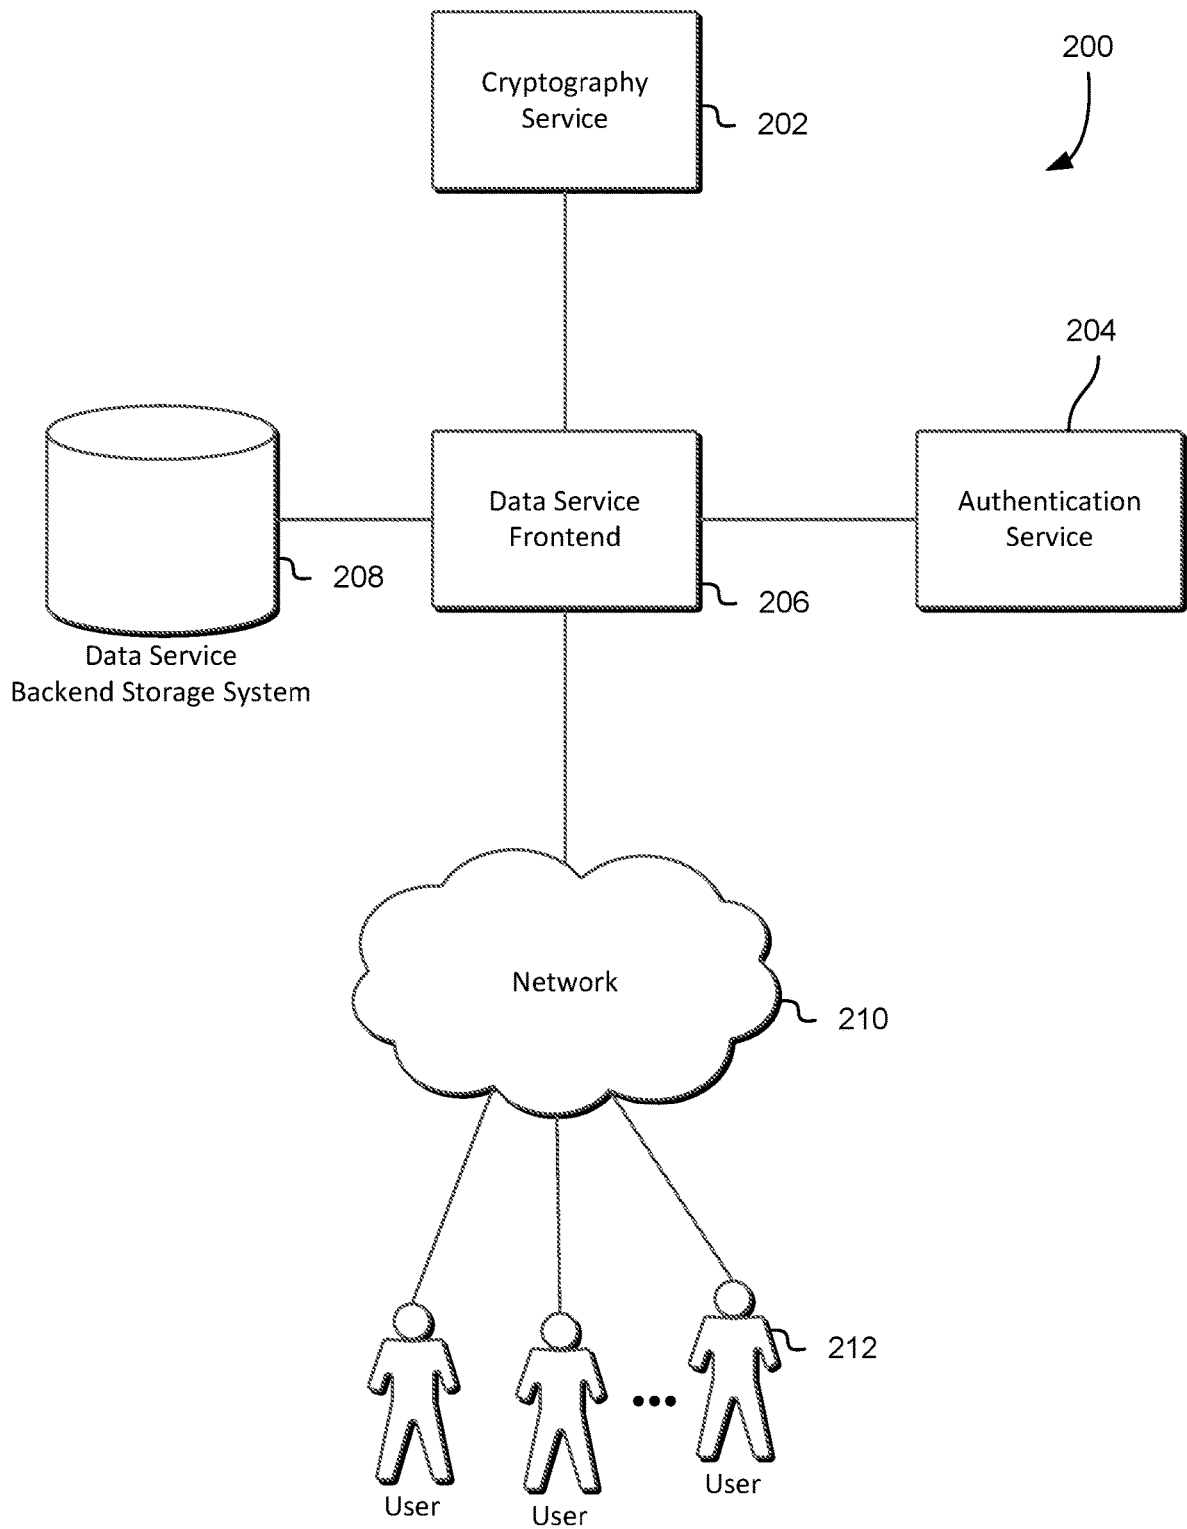 200
Cryptography
Service
202
204
Data Service
Frontend
206
Authentication
Service
208
Data Service
Backend Storage System
Network
210
212
User
User
User